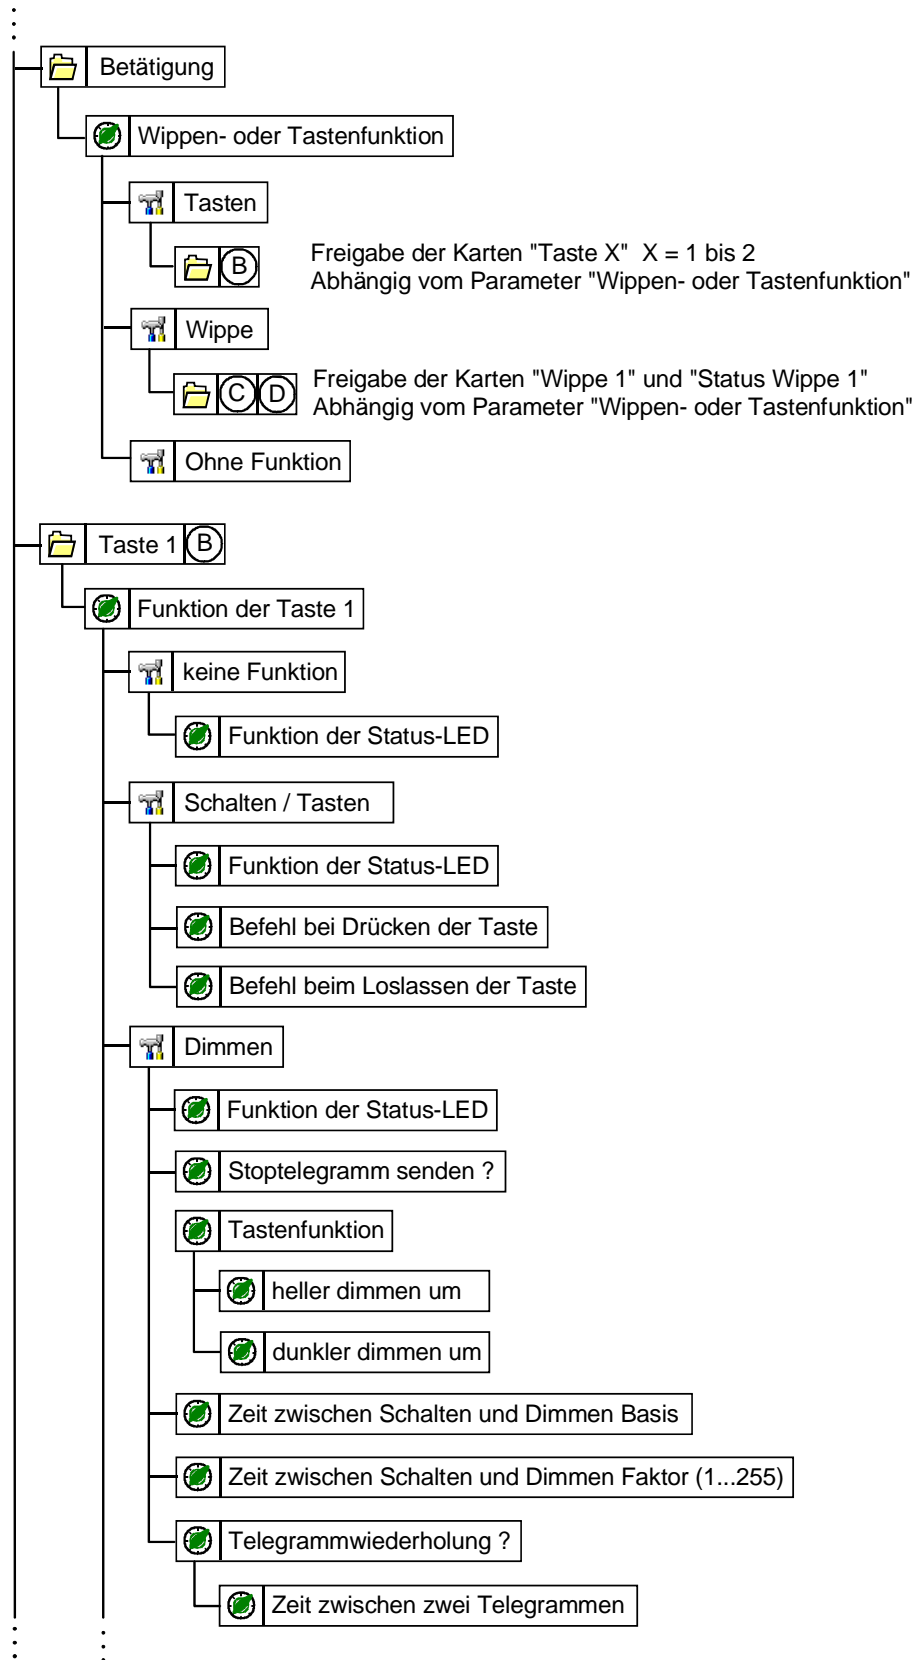 Betätigung
Wippen- oder Tastenfunktion
Tasten
B
Freigabe der Karten "Taste X"  X = 1 bis 2
Abhängig vom Parameter "Wippen- oder Tastenfunktion"
Wippe
C D
Freigabe der Karten "Wippe 1" und "Status Wippe 1"
Abhängig vom Parameter "Wippen- oder Tastenfunktion"
Ohne Funktion
Taste 1 B
Funktion der Taste 1
keine Funktion
Funktion der Status-LED
Schalten / Tasten
Funktion der Status-LED
Befehl bei Drücken der Taste
Befehl beim Loslassen der Taste
Dimmen
Funktion der Status-LED
Stoptelegramm senden ?
Tastenfunktion
heller dimmen um
dunkler dimmen um
Zeit zwischen Schalten und Dimmen Basis
Zeit zwischen Schalten und Dimmen Faktor (1...255)
Telegrammwiederholung ?
Zeit zwischen zwei Telegrammen